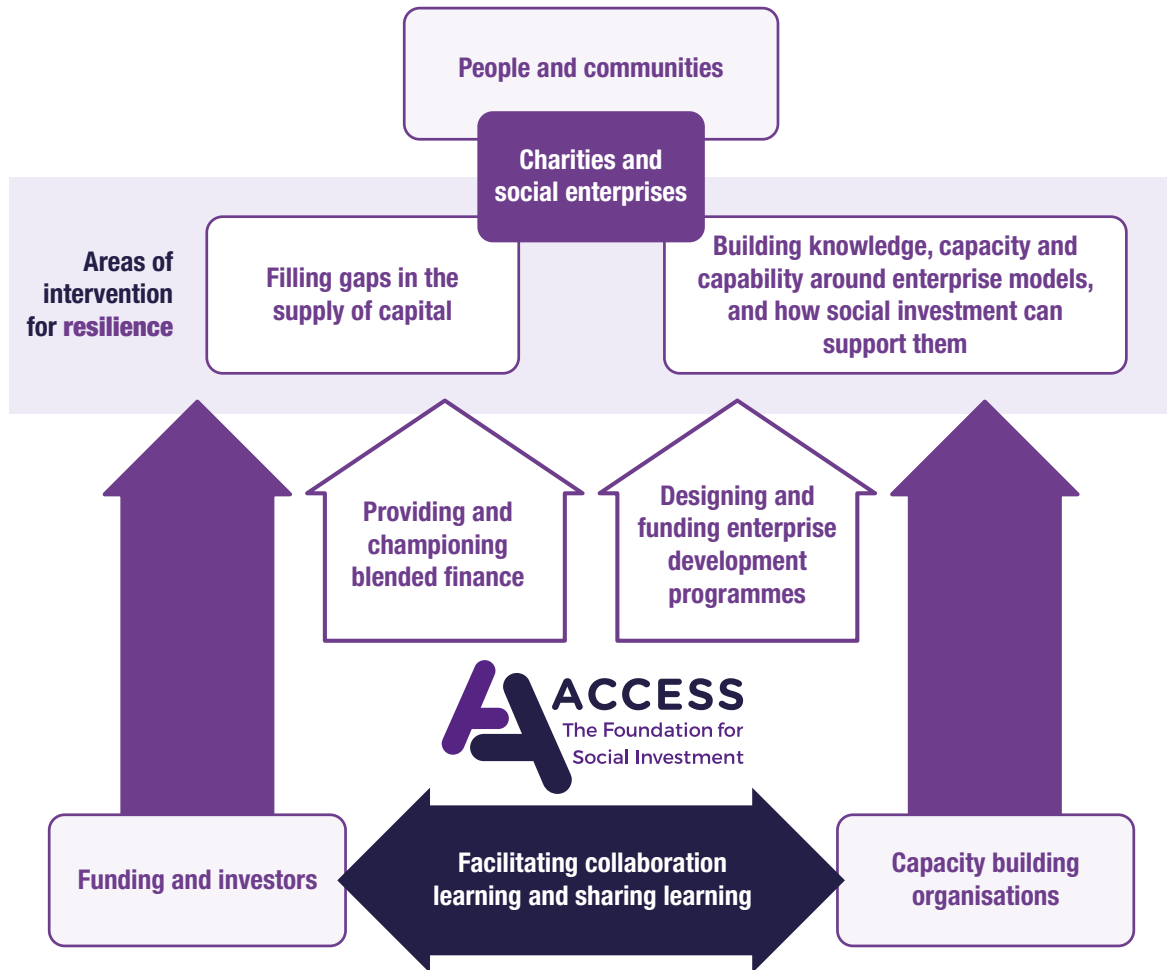 People and communities
Charities and
social enterprises
Areas of
intervention
for resilience
Filling gaps in the
supply of capital
Building knowledge, capacity and
capability around enterprise models,
and how social investment can
support them
Providing and
championing
blended finance
Designing and
funding enterprise
development
programmes
ACCESS
The Foundation for
Social Investment
Funding and investors
Facilitating collaboration
learning and sharing learning
Capacity building
organisations